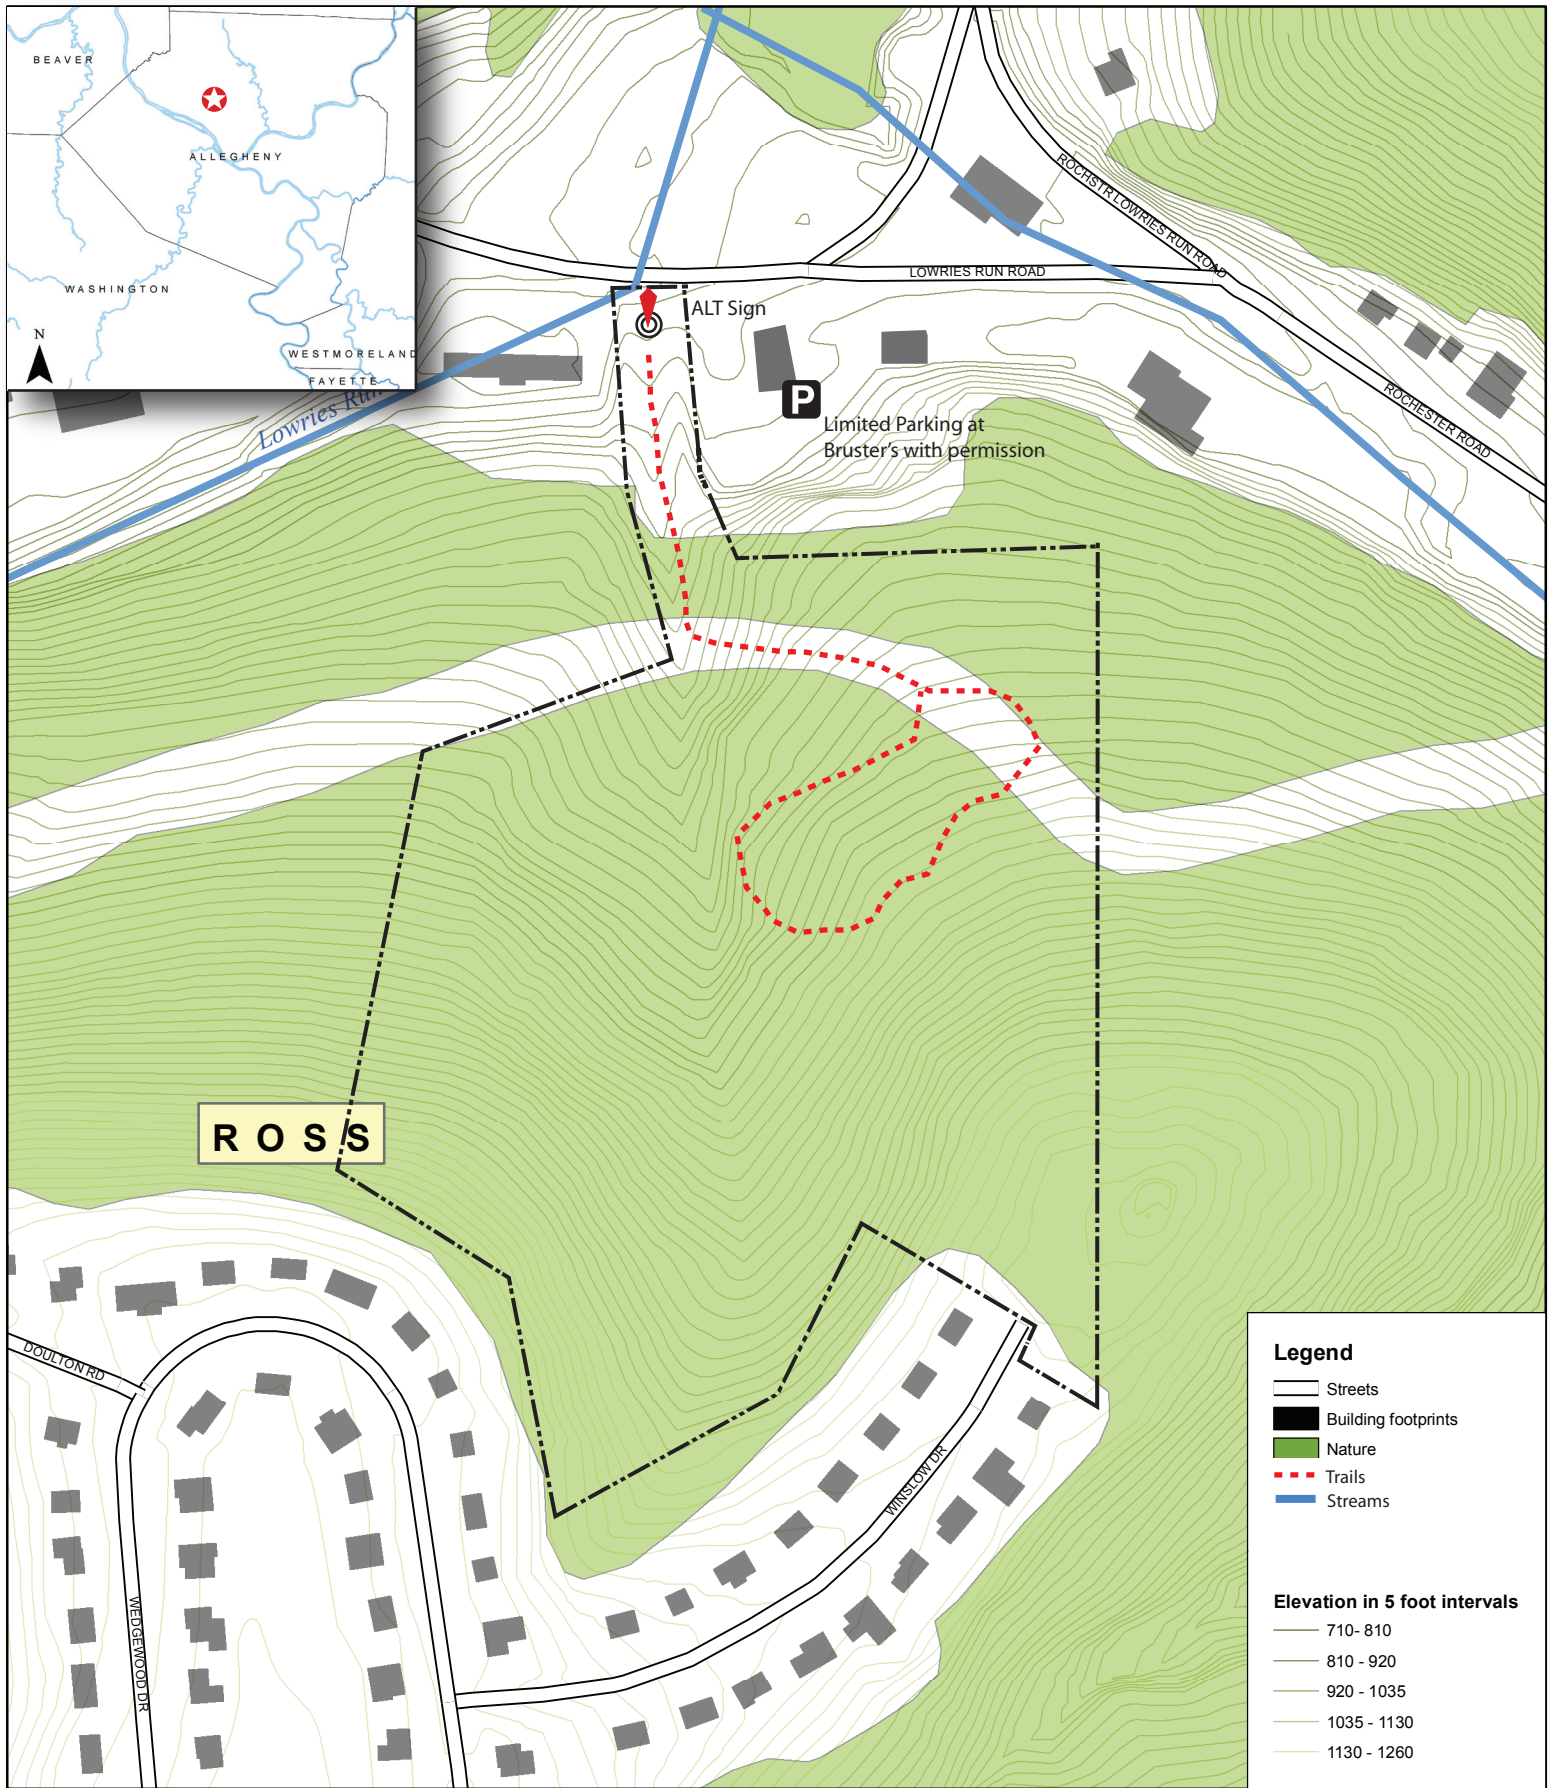 BEAVER
ALLEGHENY
WASHINGTON
N
WESTMORELAND
FAYETTE
ROCHSTR LOWRIES RUN ROAD
LOWRIES RUN ROAD
ALT Sign
Lowries Run
P
Limited Parking at
Bruster's with permission
ROCHESTER ROAD
ROSS
DOULTON RD
WINSLOW DR
WEDGEWOOD DR
Legend
Streets
Building footprints
Nature
Trails
Streams
Elevation in 5 foot intervals
710- 810
810 - 920
920 - 1035
1035 - 1130
1130 - 1260